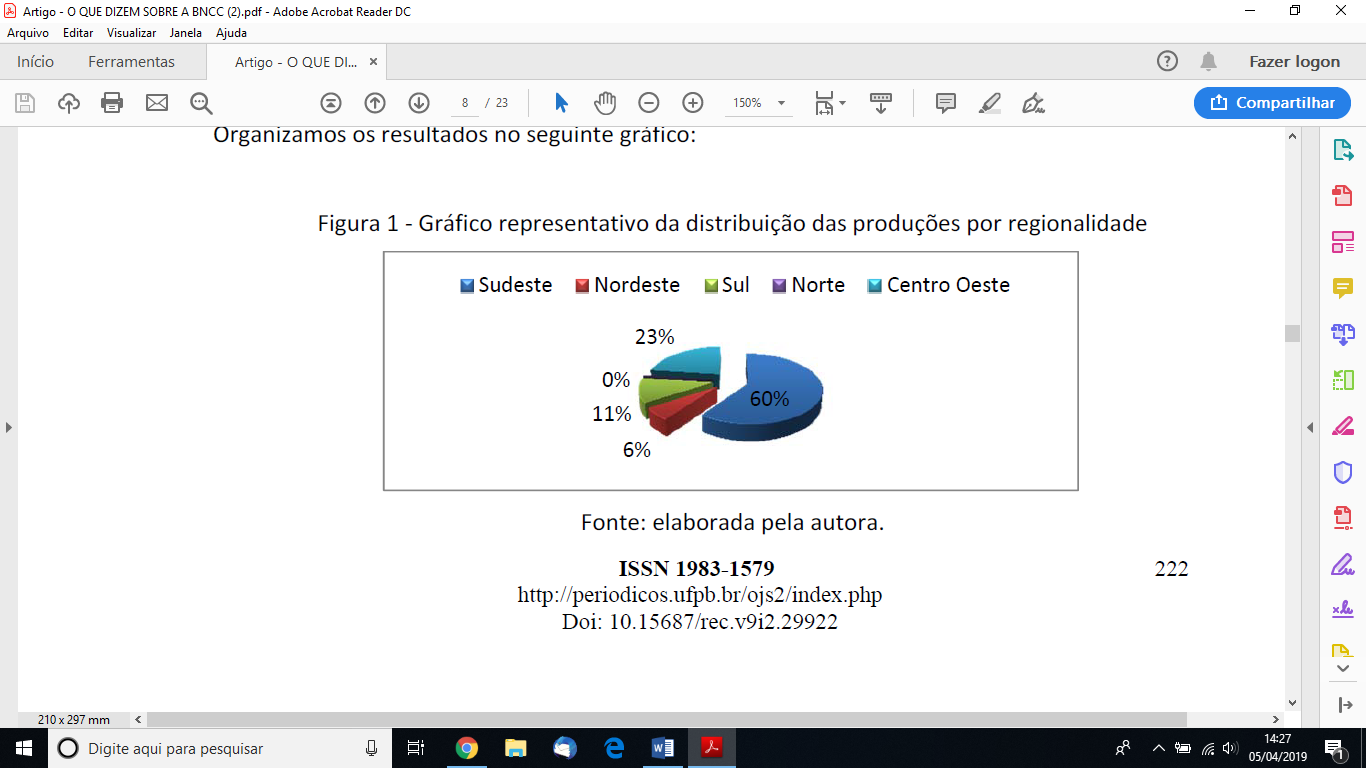 Artigo - O QUE DIZEM SOBRE A BNCC (2).pdf - Adobe Acrobat Reader DC
Arquivo Editar Visualizar Janela Ajuda
Início Ferramentas Artigo - O QUE DI... × Fazer logon
8 / 23 150% Compartilhar
Organizamos os resultados no seguinte gráfico:
Figura 1 - Gráfico representativo da distribuição das produções por regionalidade
Sudeste Nordeste Sul Norte Centro Oeste
23%
0%
60%
11%
6%
Fonte: elaborada pela autora.
ISSN 1983-1579 222
http://periodicos.ufpb.br/ojs2/index.php
Doi: 10.15687/rec.v9i2.29922
210 x 297 mm
Digite aqui para pesquisar
14:27
05/04/2019
1